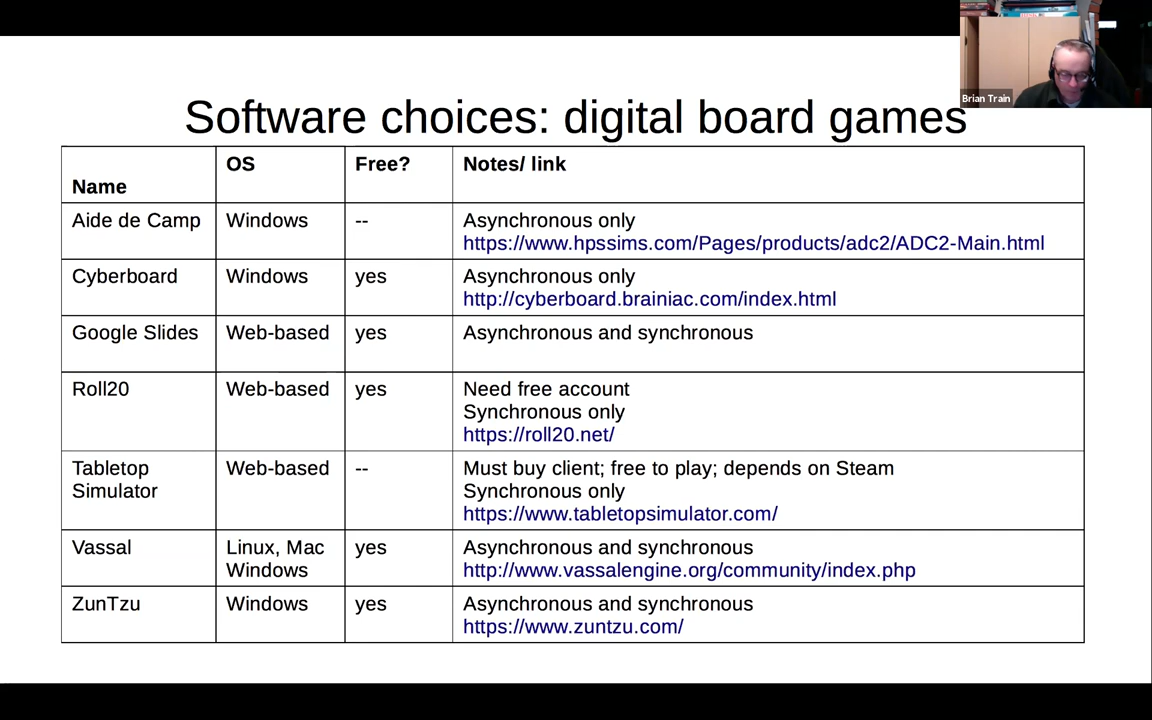 Brian Train
Software choices: digital board games
Name OS Free? Notes/ link
Aide de Camp Windows -- Asynchronous only
https://www.hpssims.com/Pages/products/adc2/ADC2-Main.html
Cyberboard Windows yes Asynchronous only
http://cyberboard.brainiac.com/index.html
Google Slides Web-based yes Asynchronous and synchronous
Roll20 Web-based yes Need free account
Synchronous only
https://roll20.net/
Tabletop Web-based -- Must buy client; free to play; depends on Steam
Simulator Synchronous only
https://www.tabletopsimulator.com/
Vassal Linux, Mac yes Asynchronous and synchronous
Windows http://www.vassalengine.org/community/index.php
ZunTzu Windows yes Asynchronous and synchronous
https://www.zuntzu.com/